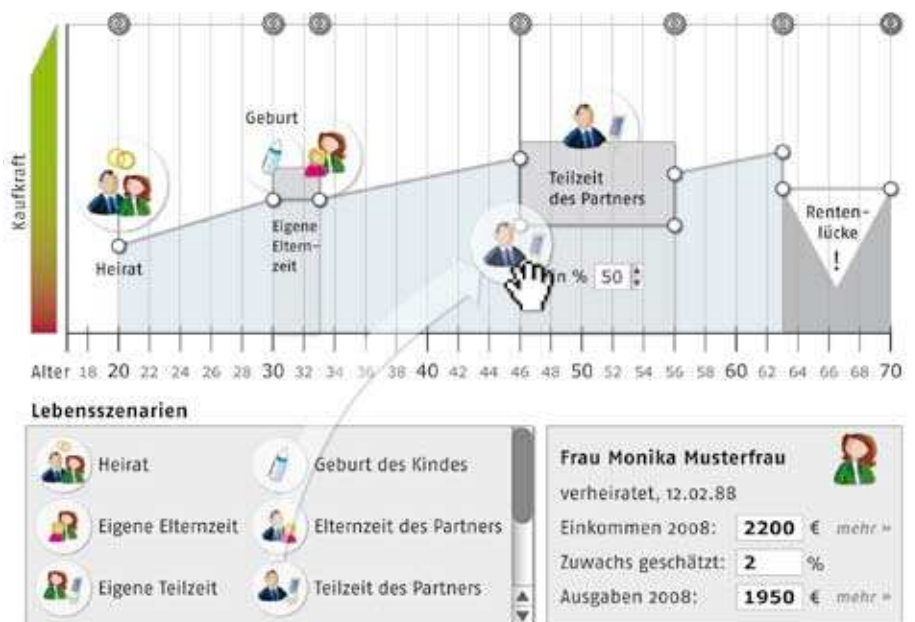 Kaufkraft
Geburt
Heirat
Eigene
Eltern-
zeit
Teilzeit
des Partners
in % 50
Renten-
lücke
!
Alter 18 20 22 24 26 28 30 32 34 38 40 42 44 46 48 50 52 54 56 58 60 62 64 66 68 70
Lebensszenarien
Heirat
Geburt des Kindes
Eigene Elternzeit
Elternzeit des Partners
Eigene Teilzeit
Teilzeit des Partners
Frau Monika Musterfrau
verheiratet, 12.02.88
Einkommen 2008: 2200 € mehr »
Zuwachs geschätzt: 2 %
Ausgaben 2008: 1950 € mehr »